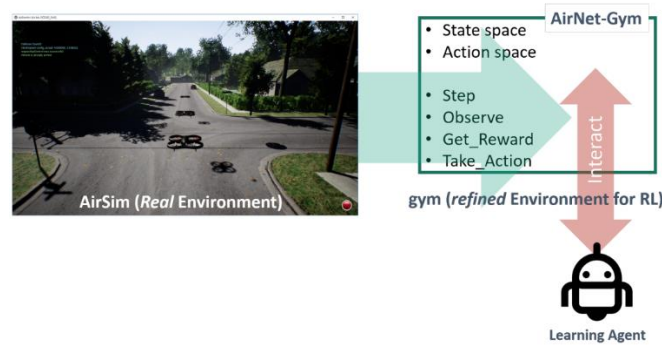 AirNet-Gym
• State space
• Action space
• Step
• Observe
• Get_Reward
• Take_Action
Interact
AirSim (Real Environment)
gym (refined Environment for RL)
Learning Agent